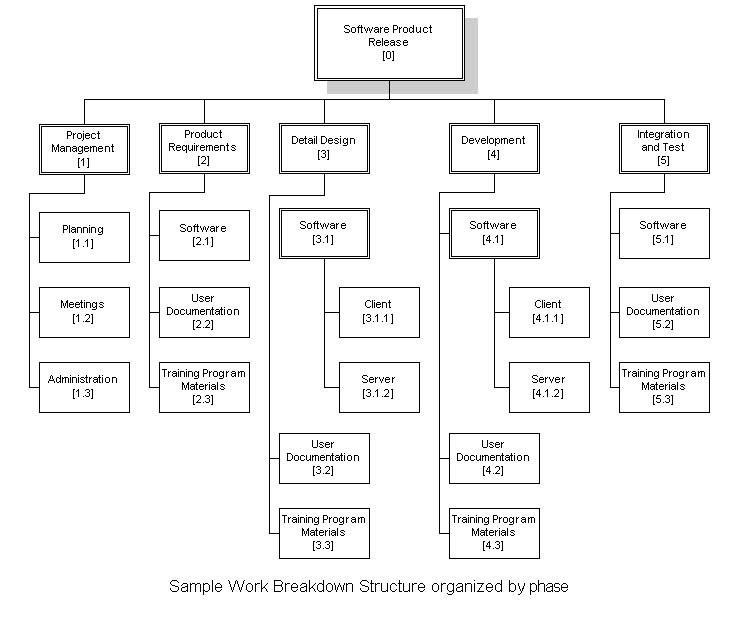 Software Product
Release
[0]
Project
Management
[1]
Product
Requirements
[2]
Detail Design
[3]
Development
[4]
Integration
and Test
[5]
Planning
[1.1]
Software
[2.1]
Software
[3.1]
Software
[4.1]
Software
[5.1]
Meetings
[1.2]
User
Documentation
[2.2]
Client
[3.1.1]
Client
[4.1.1]
User
Documentation
[5.2]
Administration
[1.3]
Training Program
Materials
[2.3]
Server
[3.1.2]
Server
[4.1.2]
Training Program
Materials
[5.3]
User
Documentation
[3.2]
User
Documentation
[4.2]
Training Program
Materials
[3.3]
Training Program
Materials
[4.3]
Sample Work Breakdown Structure organized by phase